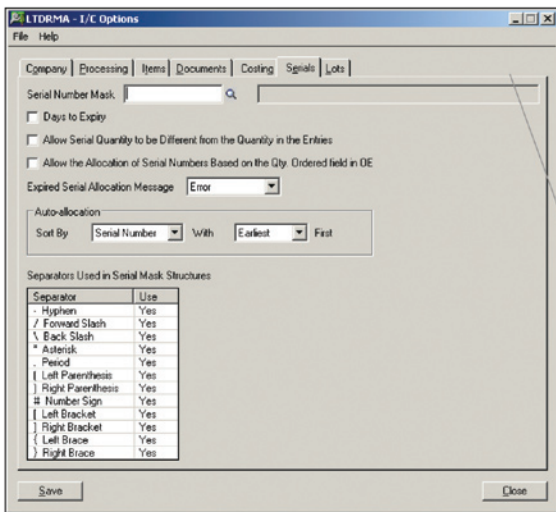 LTDRMA - I/C Options
File Help
Company Processing Items Documents Costing Serials Lots
Serial Number Mask
Days to Expiry
Allow Serial Quantity to be Different from the Quantity in the Entries
Allow the Allocation of Serial Numbers Based on the Qty. Ordered field in OE
Expired Serial Allocation Message Error
Auto-allocation
Sort By Serial Number With Earliest First
Separators Used in Serial Mask Structures
Separator Use
- Hyphen Yes
/ Forward Slash Yes
\ Back Slash Yes
* Asterisk Yes
. Period Yes
( Left Parenthesis Yes
) Right Parenthesis Yes
# Number Sign Yes
[ Left Bracket Yes
] Right Bracket Yes
{ Left Brace Yes
} Right Brace Yes
Save Close